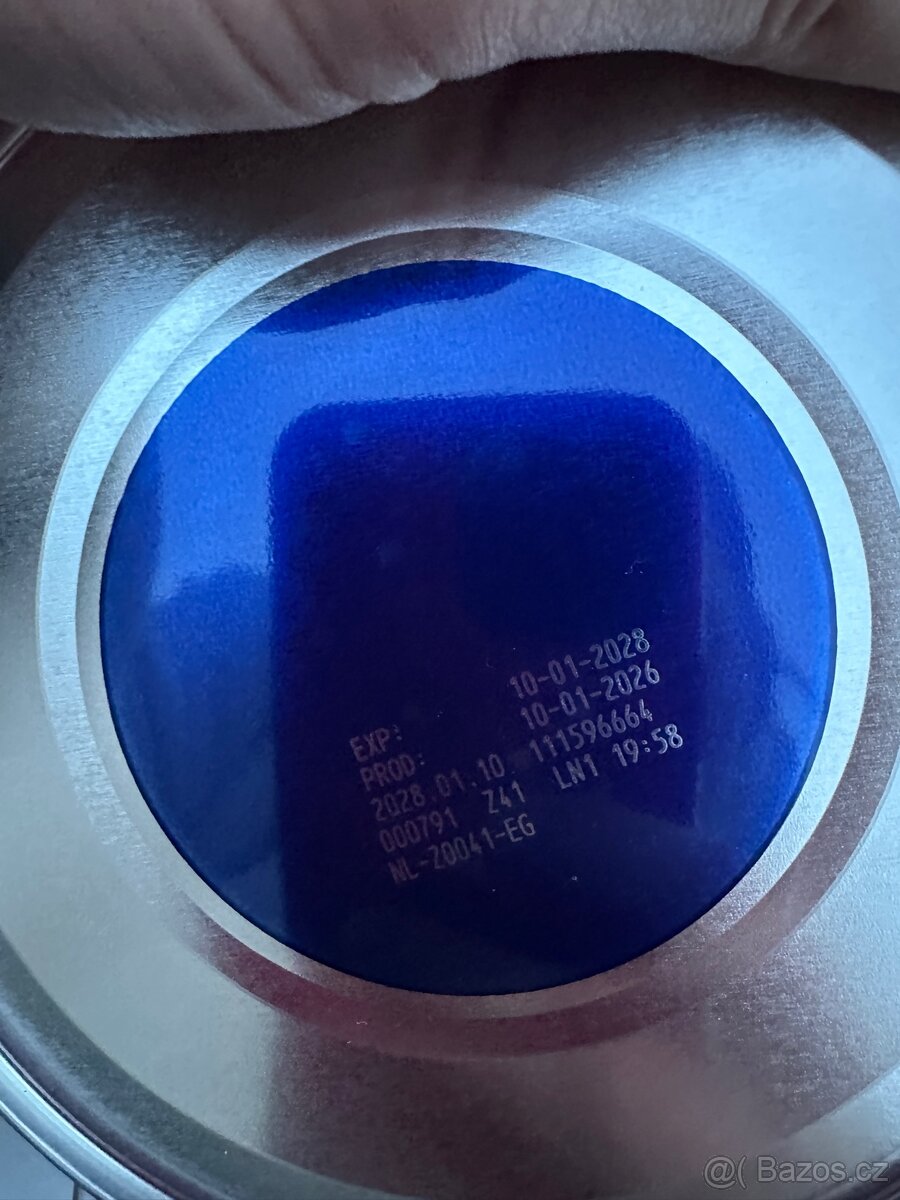 EXP: 10-01-2028
PROD: 10-01-2026
2028.01.10 111596664
000791 Z41 LN1 19:58
NL-Z0041-EG
@( Bazos.cz